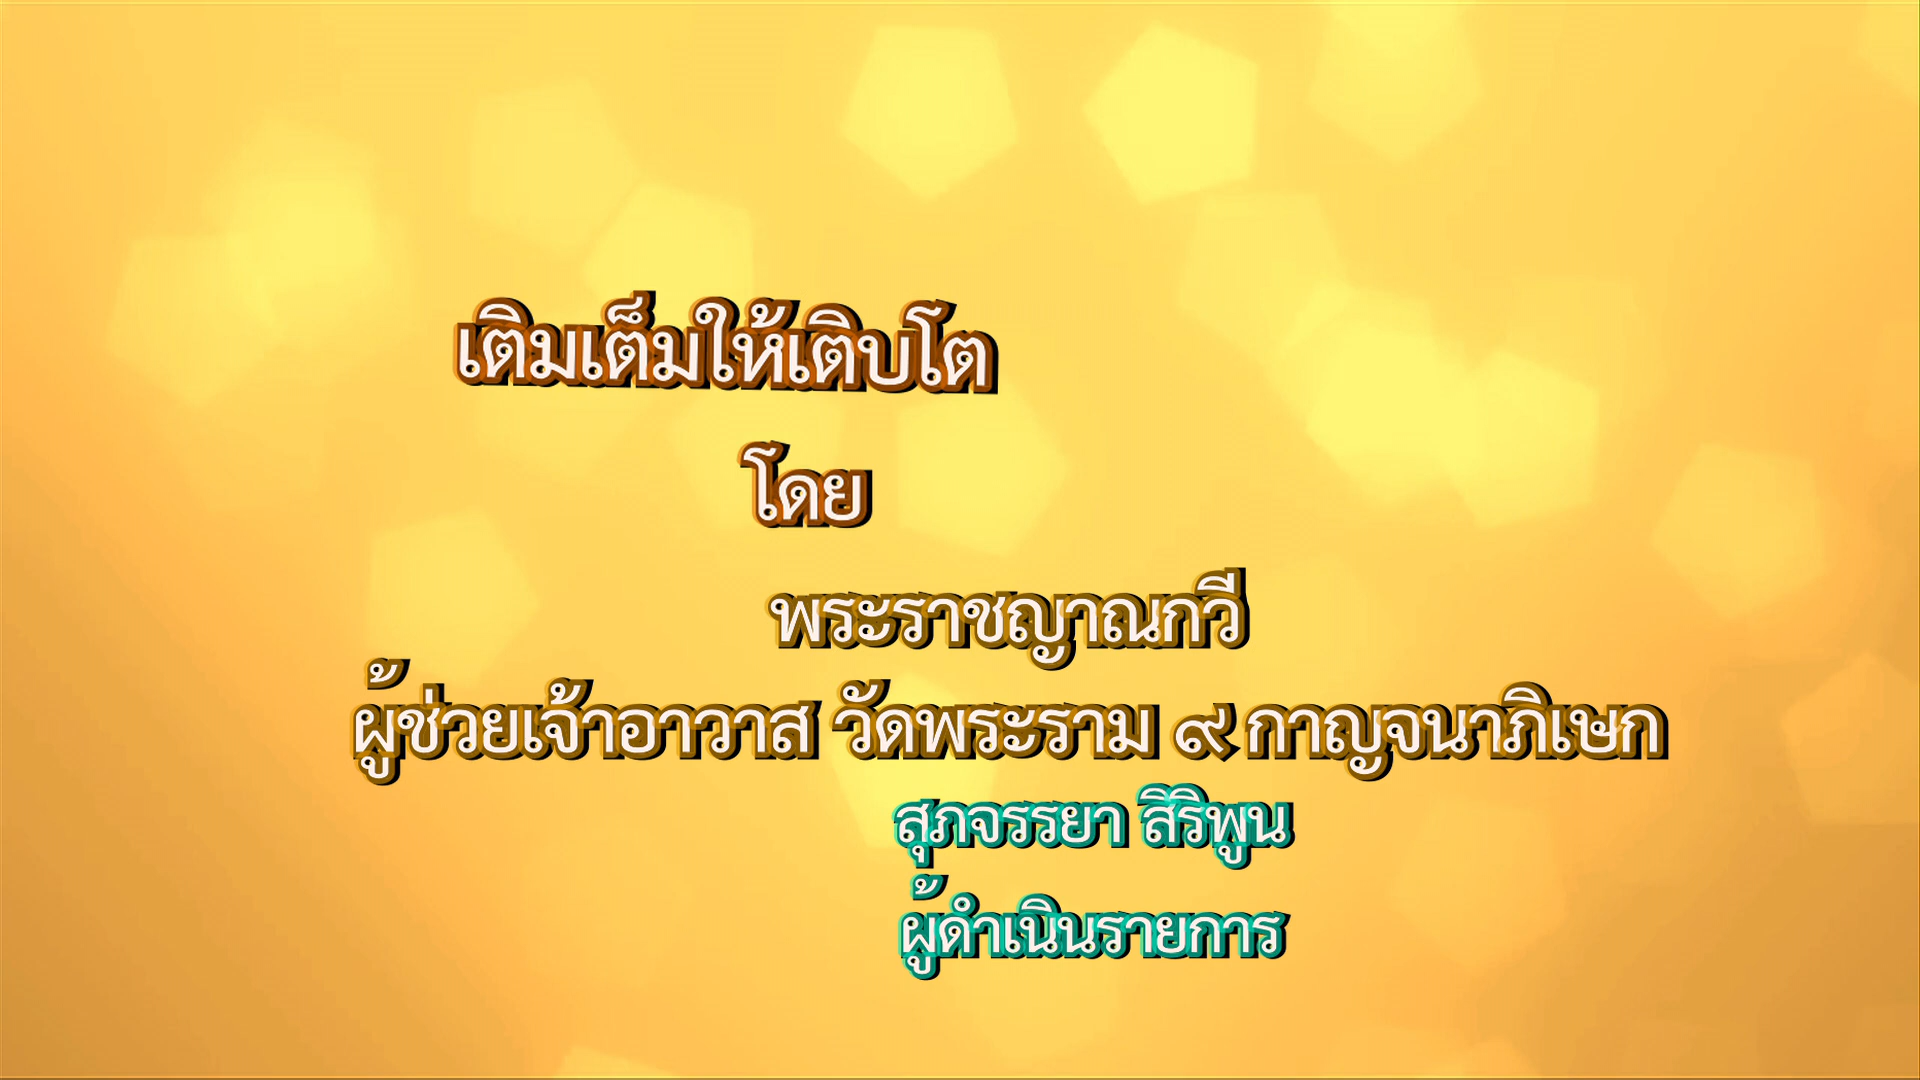 เติมเต็มให้เติบโต
โดย
พระราชญาณกวี
ผู้ช่วยเจ้าอาวาส วัดพระราม ๙ กาญจนาภิเษก
สุภจรรยา สิริพูน
ผู้ดำเนินรายการ